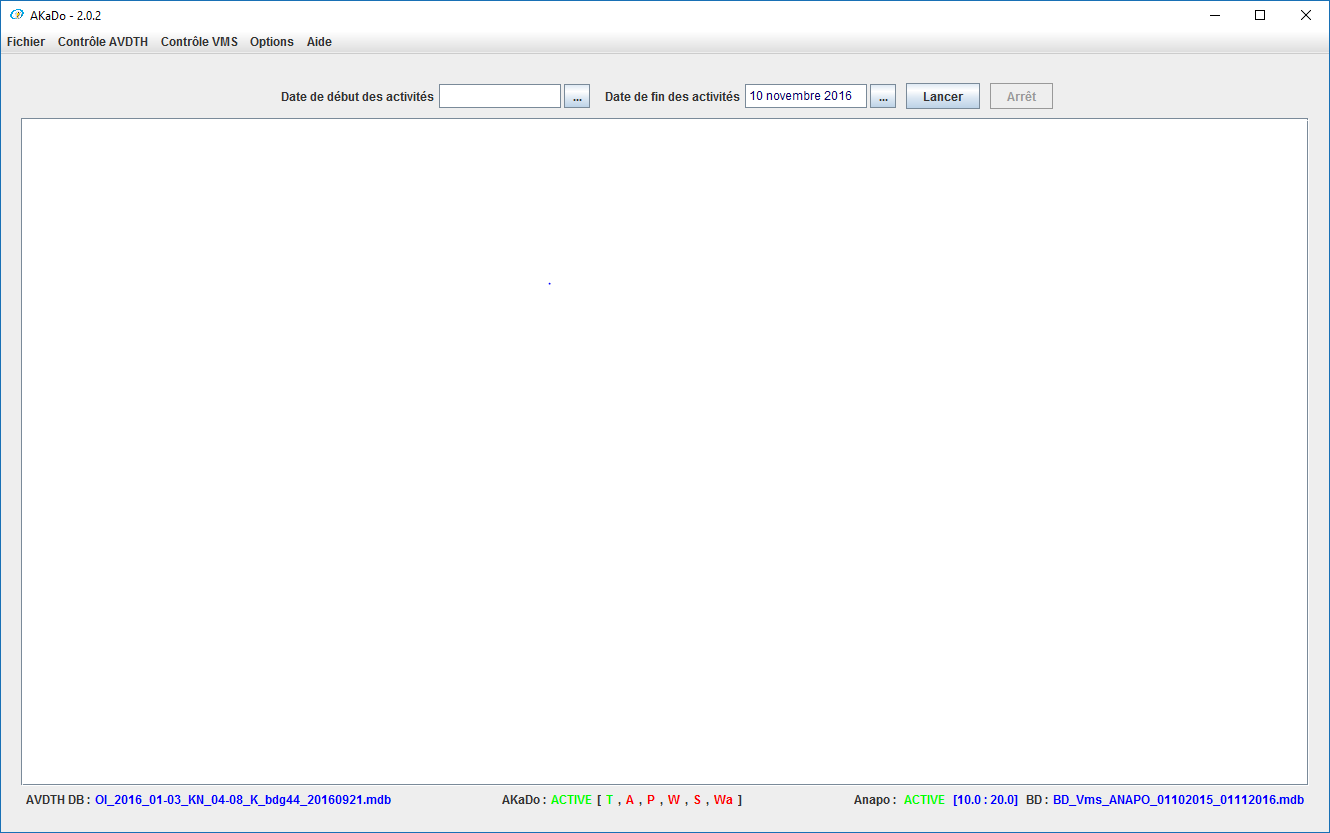 AKaDo - 2.0.2
Fichier Contrôle AVDTH Contrôle VMS Options Aide
Date de début des activités ... Date de fin des activités 10 novembre 2016 ... Lancer Arrêt
AVDTH DB : OI_2016_01-03_KN_04-08_K_bdg44_20160921.mdb AKaDo : ACTIVE [ T , A , P , W , S , Wa ] Anapo : ACTIVE [10.0 : 20.0] BD : BD_Vms_ANAPO_01102015_01112016.mdb